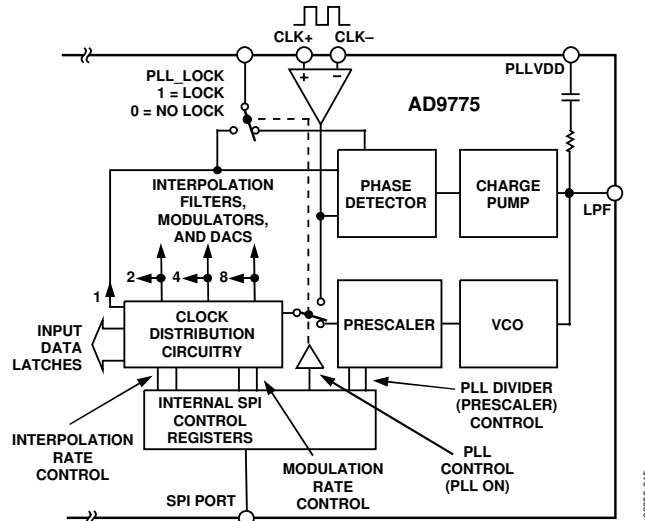 CLK+
CLK–
PLLVDD
PLL_LOCK
1 = LOCK
0 = NO LOCK
+
–
AD9775
INTERPOLATION
FILTERS,
MODULATORS,
AND DACS
PHASE
DETECTOR
CHARGE
PUMP
LPF
2
4
8
1
CLOCK
DISTRIBUTION
CIRCUITRY
PRESCALER
VCO
INPUT
DATA
LATCHES
INTERNAL SPI
CONTROL
REGISTERS
PLL DIVIDER
(PRESCALER)
CONTROL
INTERPOLATION
RATE
CONTROL
MODULATION
RATE
CONTROL
PLL
CONTROL
(PLL ON)
SPI PORT